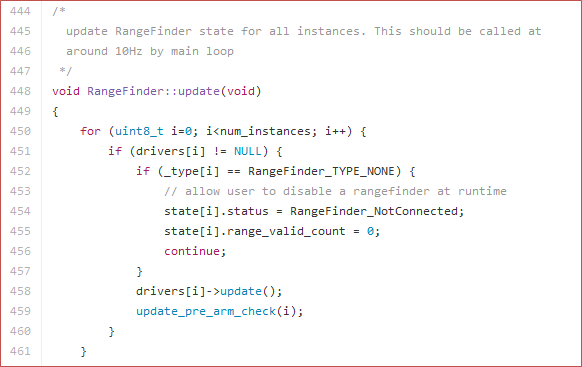 444 /*
445   update RangeFinder state for all instances. This should be called at
446   around 10Hz by main loop
447  */
448 void RangeFinder::update(void)
449 {
450     for (uint8_t i=0; i<num_instances; i++) {
451         if (drivers[i] != NULL) {
452             if (_type[i] == RangeFinder_TYPE_NONE) {
453                 // allow user to disable a rangefinder at runtime
454                 state[i].status = RangeFinder_NotConnected;
455                 state[i].range_valid_count = 0;
456                 continue;
457             }
458             drivers[i]->update();
459             update_pre_arm_check(i);
460         }
461     }